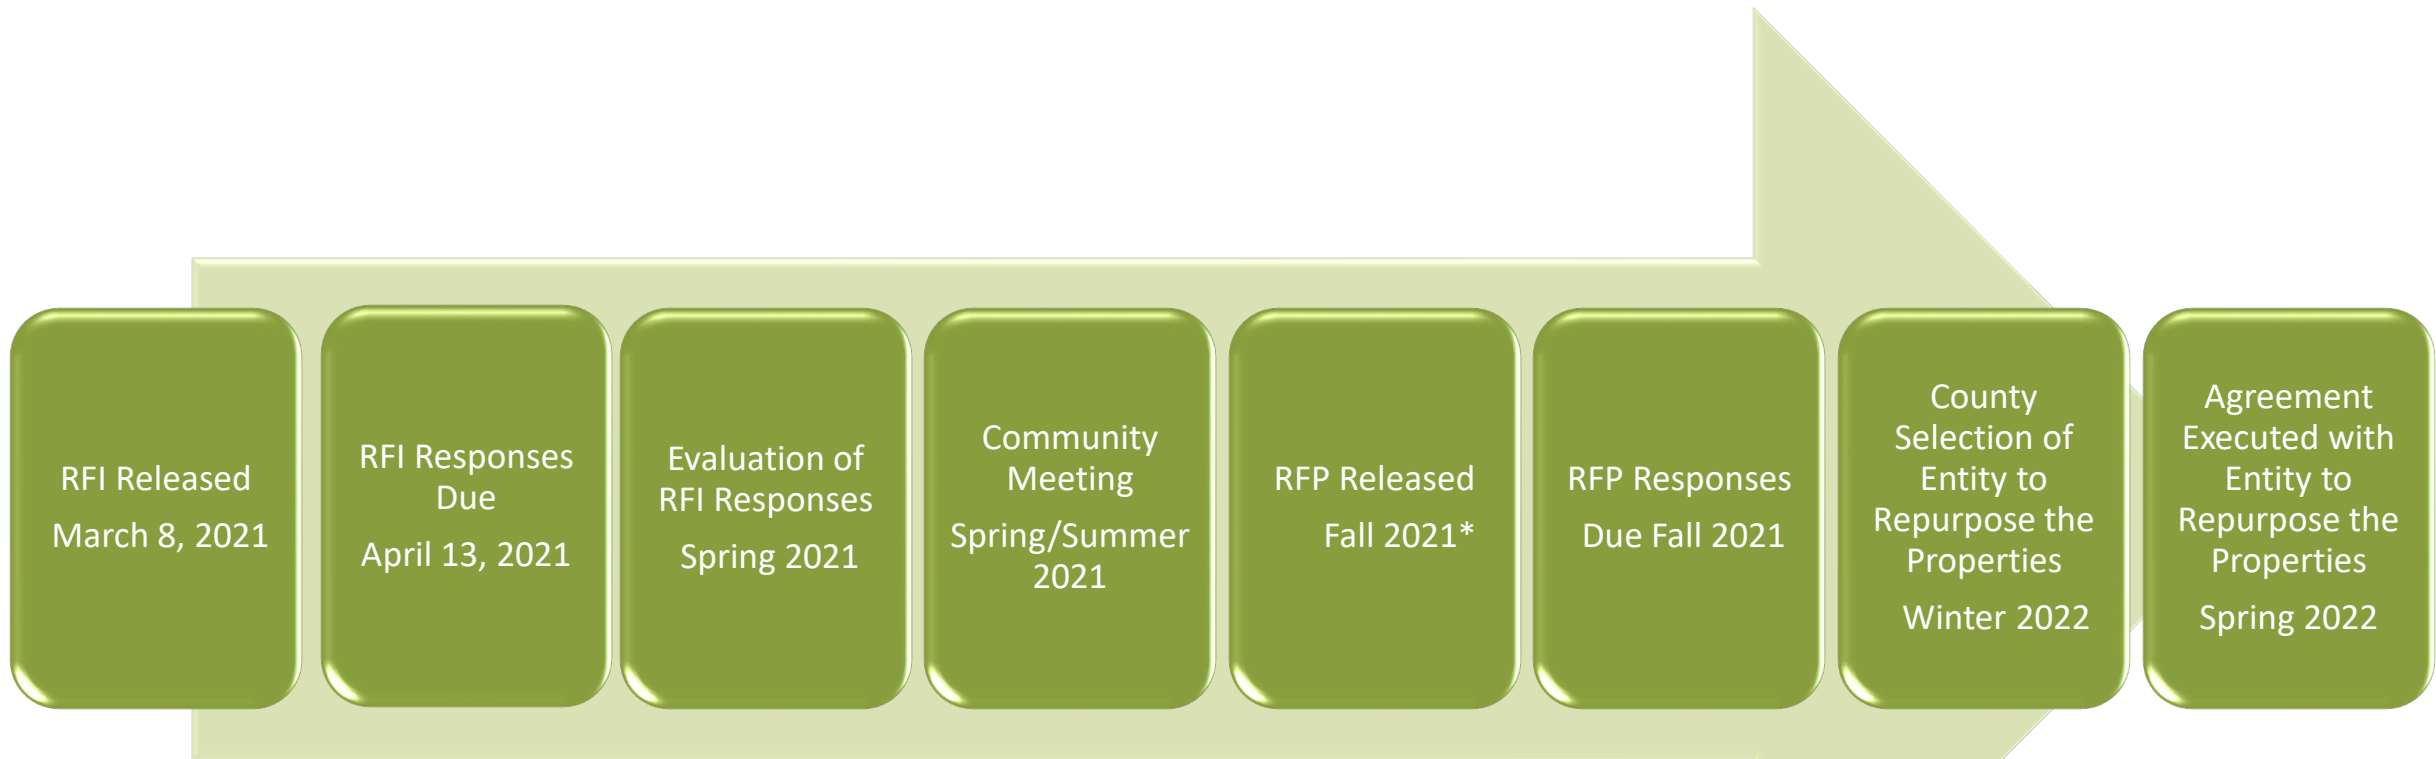 RFI Released
March 8, 2021
RFI Responses
Due
April 13, 2021
Evaluation of
RFI Responses
Spring 2021
Community
Meeting
Spring/Summer
2021
RFP Released
Fall 2021*
RFP Responses
Due Fall 2021
County
Selection of
Entity to
Repurpose the
Properties
Winter 2022
Agreement
Executed with
Entity to
Repurpose the
Properties
Spring 2022